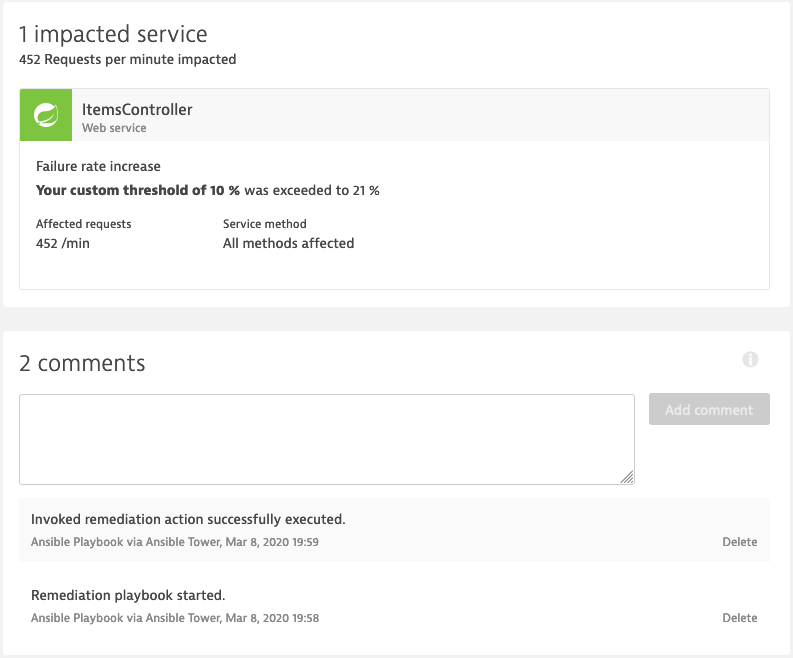 1 impacted service
452 Requests per minute impacted
ItemsController
Web service
Failure rate increase
Your custom threshold of 10 % was exceeded to 21 %
Affected requests
Service method
452 /min
All methods affected
2 comments
Add comment
Invoked remediation action successfully executed.
Ansible Playbook via Ansible Tower, Mar 8, 2020 19:59
Delete
Remediation playbook started.
Ansible Playbook via Ansible Tower, Mar 8, 2020 19:58
Delete